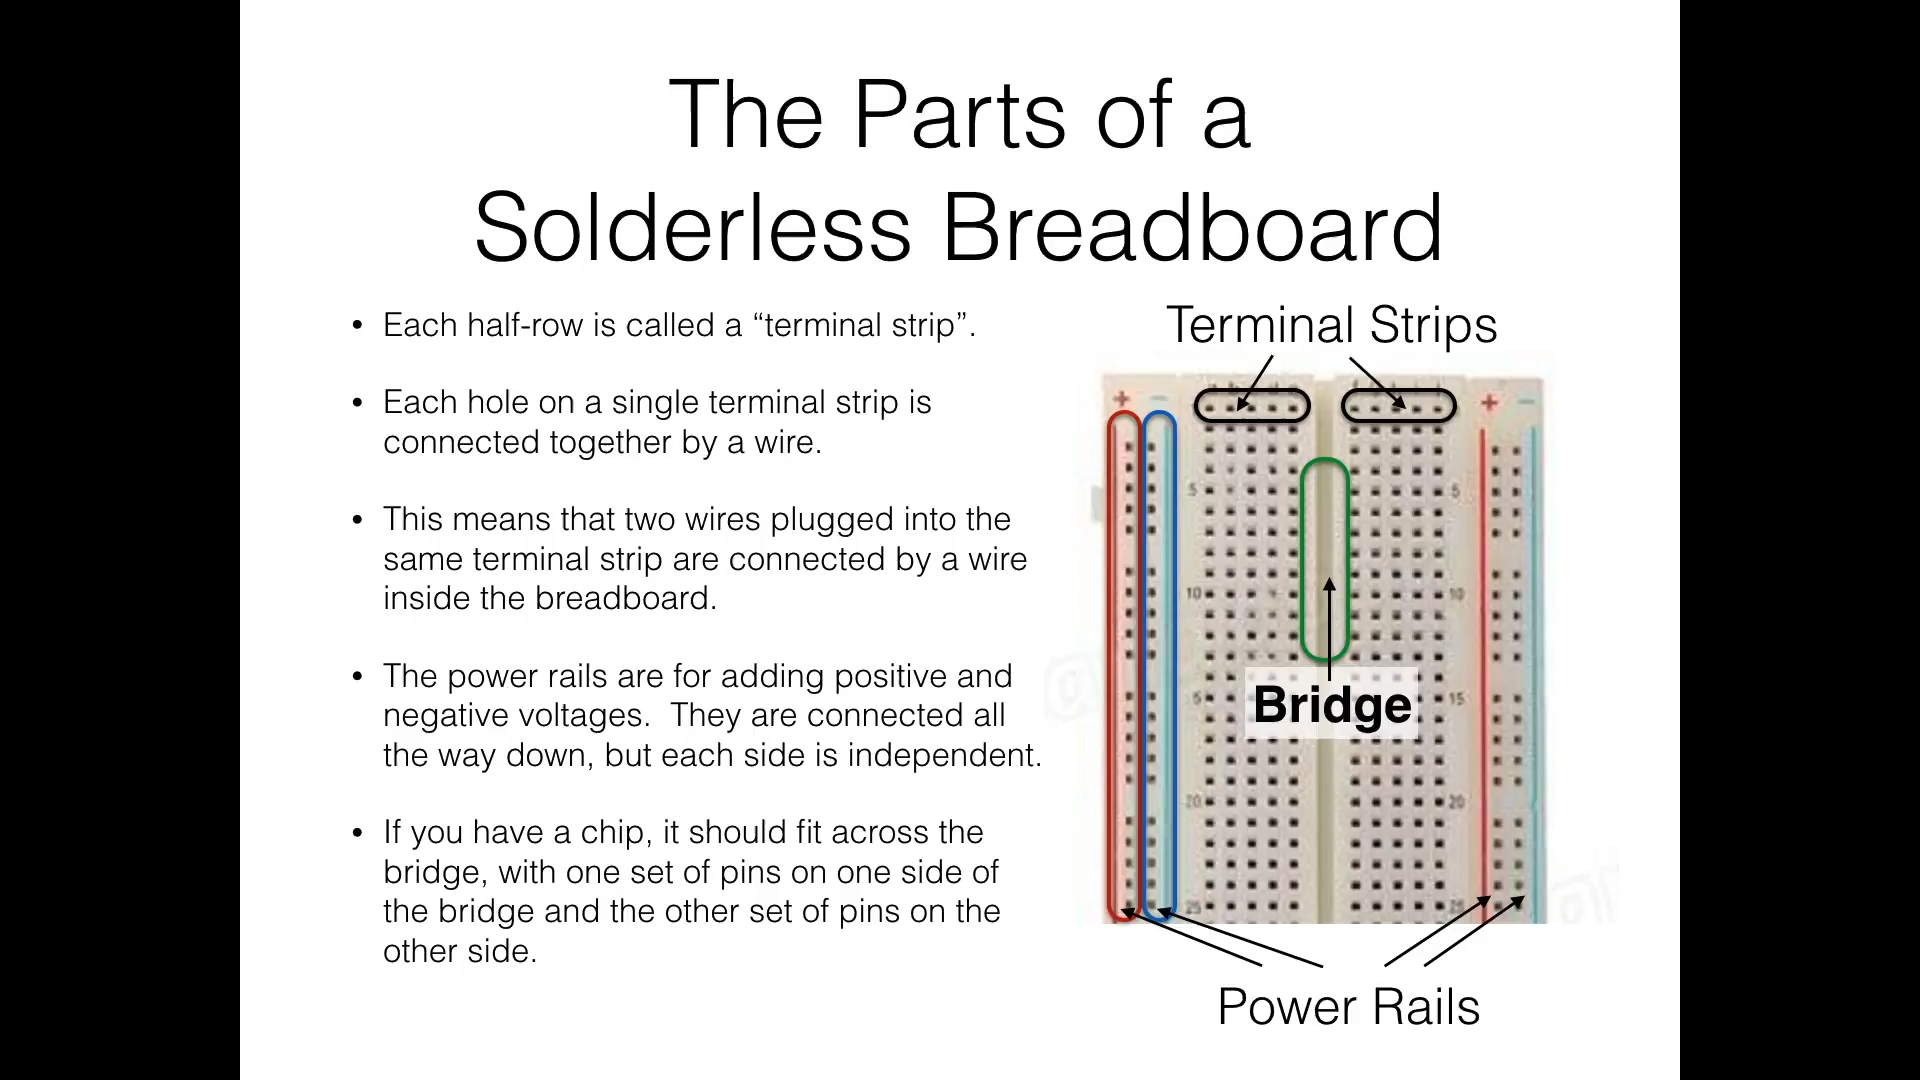 The Parts of a
Solderless Breadboard
• Each half-row is called a “terminal strip”.
• Each hole on a single terminal strip is
connected together by a wire.
• This means that two wires plugged into the
same terminal strip are connected by a wire
inside the breadboard.
• The power rails are for adding positive and
negative voltages.  They are connected all
the way down, but each side is independent.
• If you have a chip, it should fit across the
bridge, with one set of pins on one side of
the bridge and the other set of pins on the
other side.
Terminal Strips
+ − + −
5 5
10 10
15
Bridge
20 20
25 25
Power Rails